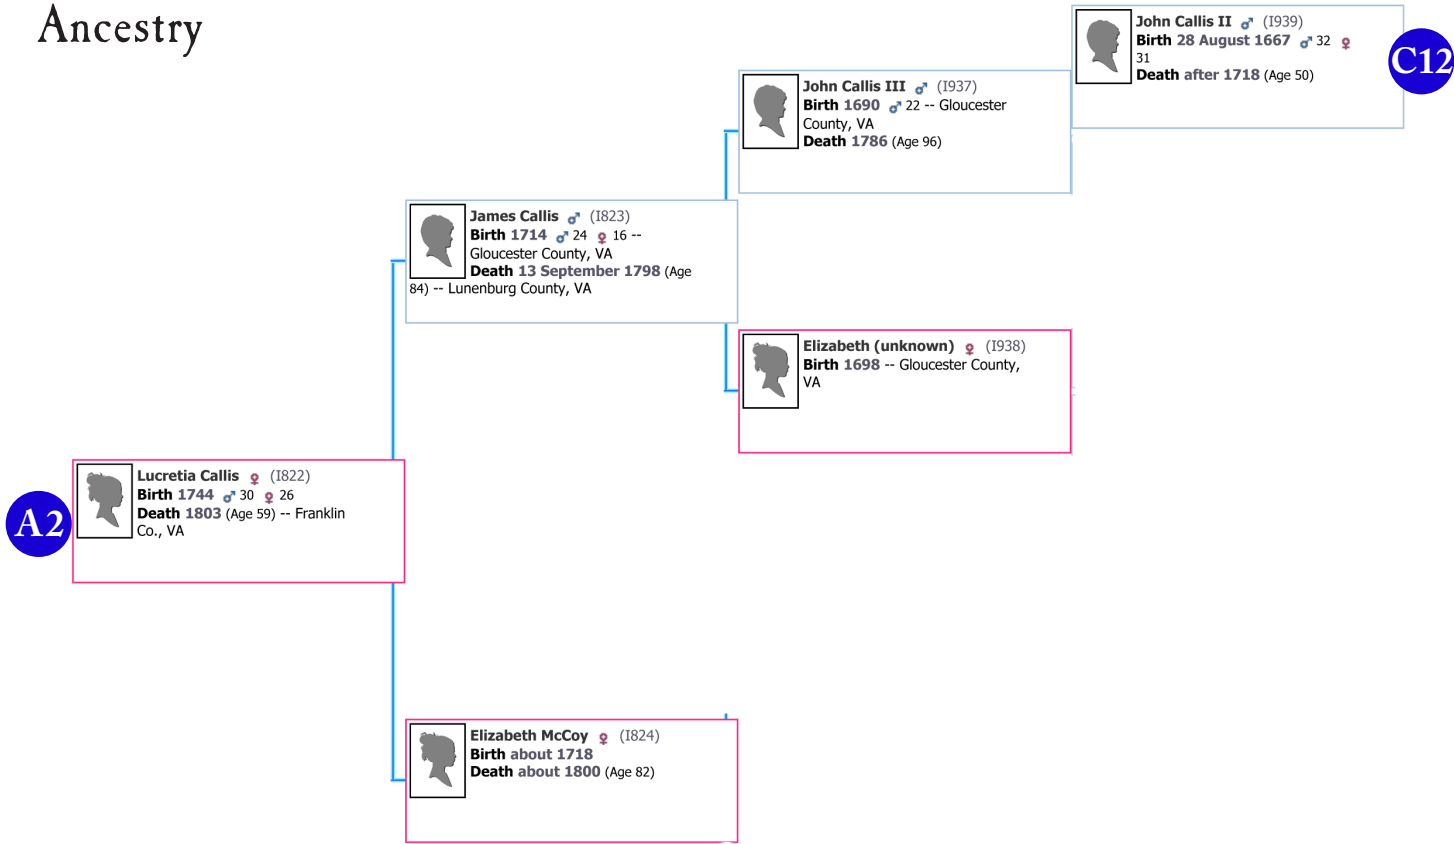 Ancestry
John Callis II ♂ (I939)
Birth 28 August 1667 ♂ 32 ♀
31
Death after 1718 (Age 50)
C12
John Callis III ♂ (I937)
Birth 1690 ♂ 22 -- Gloucester
County, VA
Death 1786 (Age 96)
James Callis ♂ (I823)
Birth 1714 ♂ 24 ♀ 16 --
Gloucester County, VA
Death 13 September 1798 (Age
84) -- Lunenburg County, VA
Elizabeth (unknown) ♀ (I938)
Birth 1698 -- Gloucester County,
VA
Lucretia Callis ♀ (I822)
Birth 1744 ♂ 30 ♀ 26
Death 1803 (Age 59) -- Franklin
Co., VA
A2
Elizabeth McCoy ♀ (I824)
Birth about 1718
Death about 1800 (Age 82)